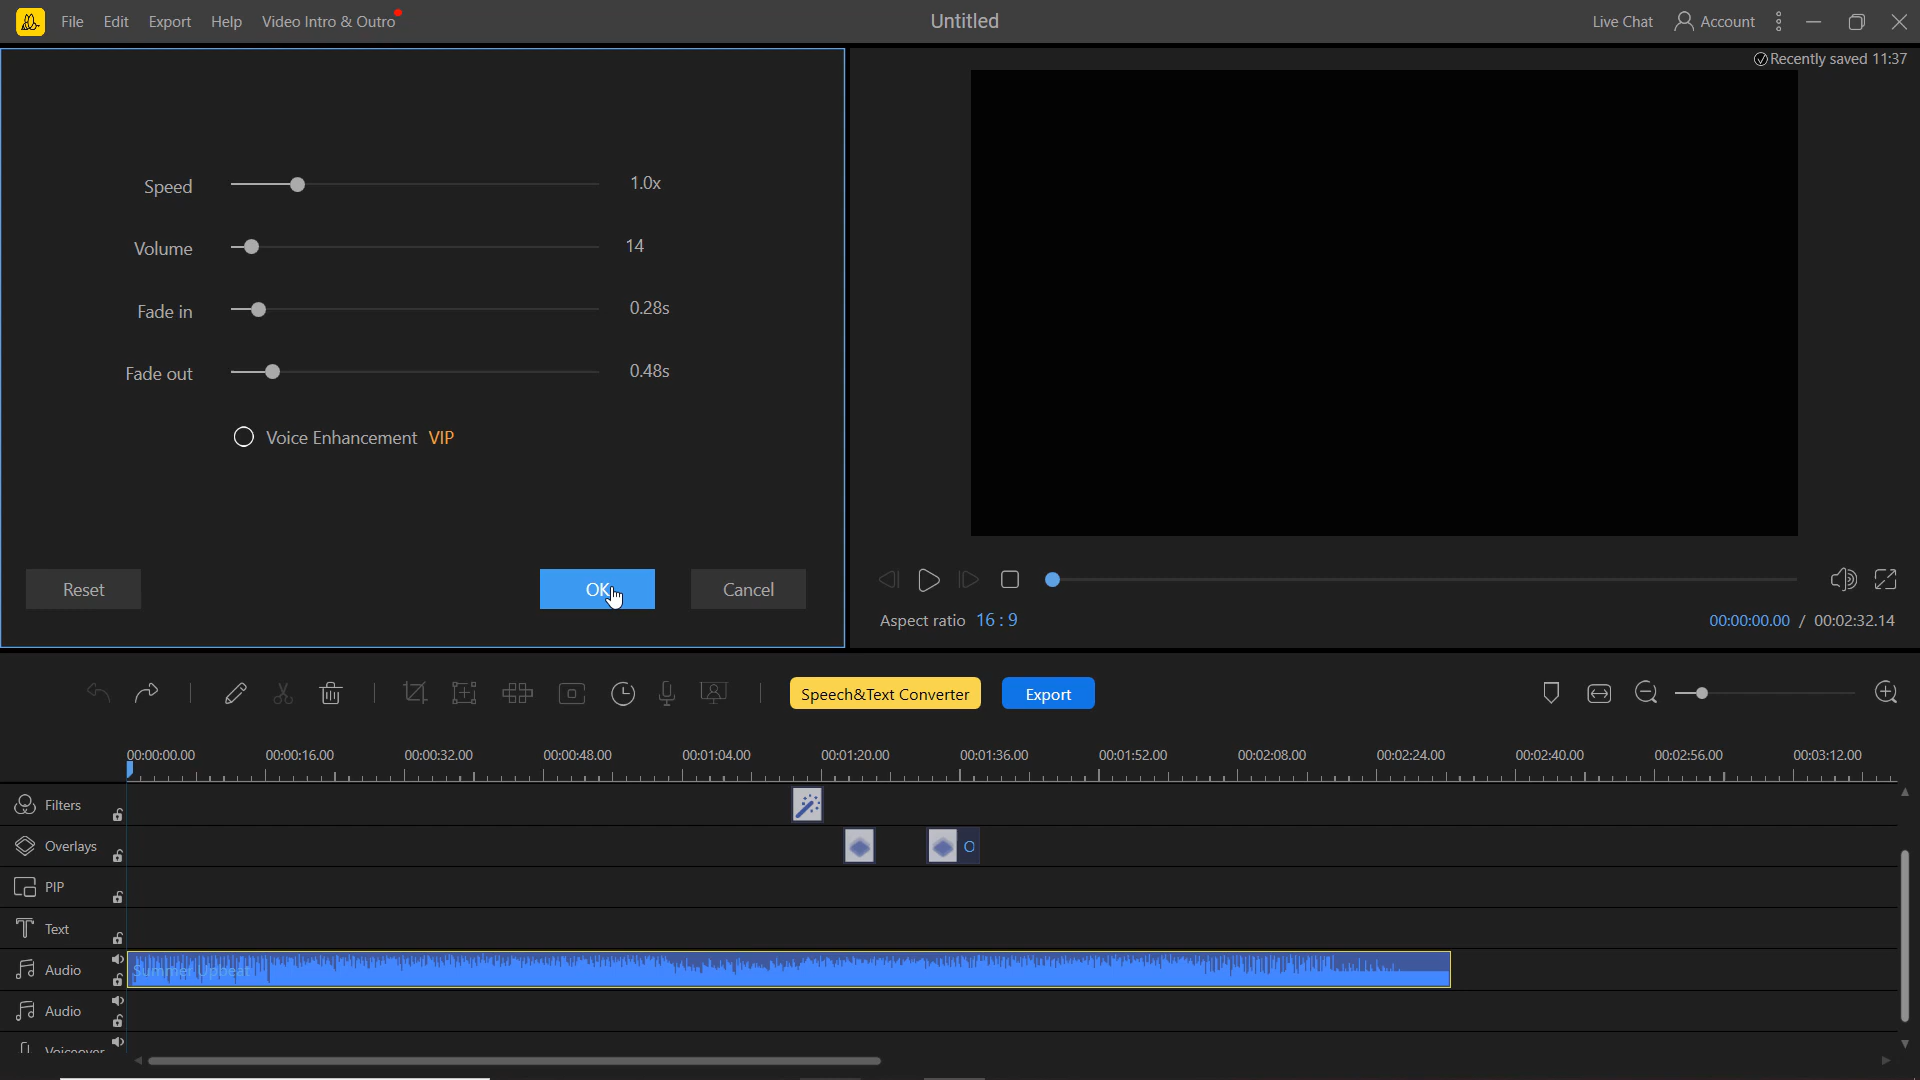 File Edit Export Help Video Intro & Outro
Untitled
Live Chat Account
Recently saved 11:37
Speed 1.0x
Volume 14
Fade in 0.28s
Fade out 0.48s
Voice Enhancement VIP
Reset OK Cancel
Aspect ratio 16 : 9
00:00:00.00 / 00:02:32.14
Speech&Text Converter Export
00:00:00.00 00:00:16.00 00:00:32.00 00:00:48.00 00:01:04.00 00:01:20.00 00:01:36.00 00:01:52.00 00:02:08.00 00:02:24.00 00:02:40.00 00:02:56.00 00:03:12.00
Filters
Overlays
O
PIP
Text
Audio
Summer Upbeat
Audio
Voiceover